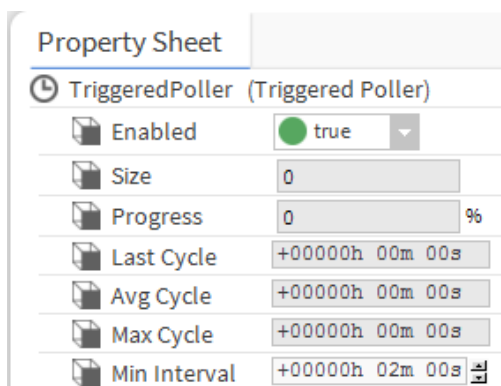 Property Sheet
TriggeredPoller (Triggered Poller)
Enabled true
Size 0
Progress 0 %
Last Cycle +00000h 00m 00s
Avg Cycle +00000h 00m 00s
Max Cycle +00000h 00m 00s
Min Interval +00000h 02m 00s